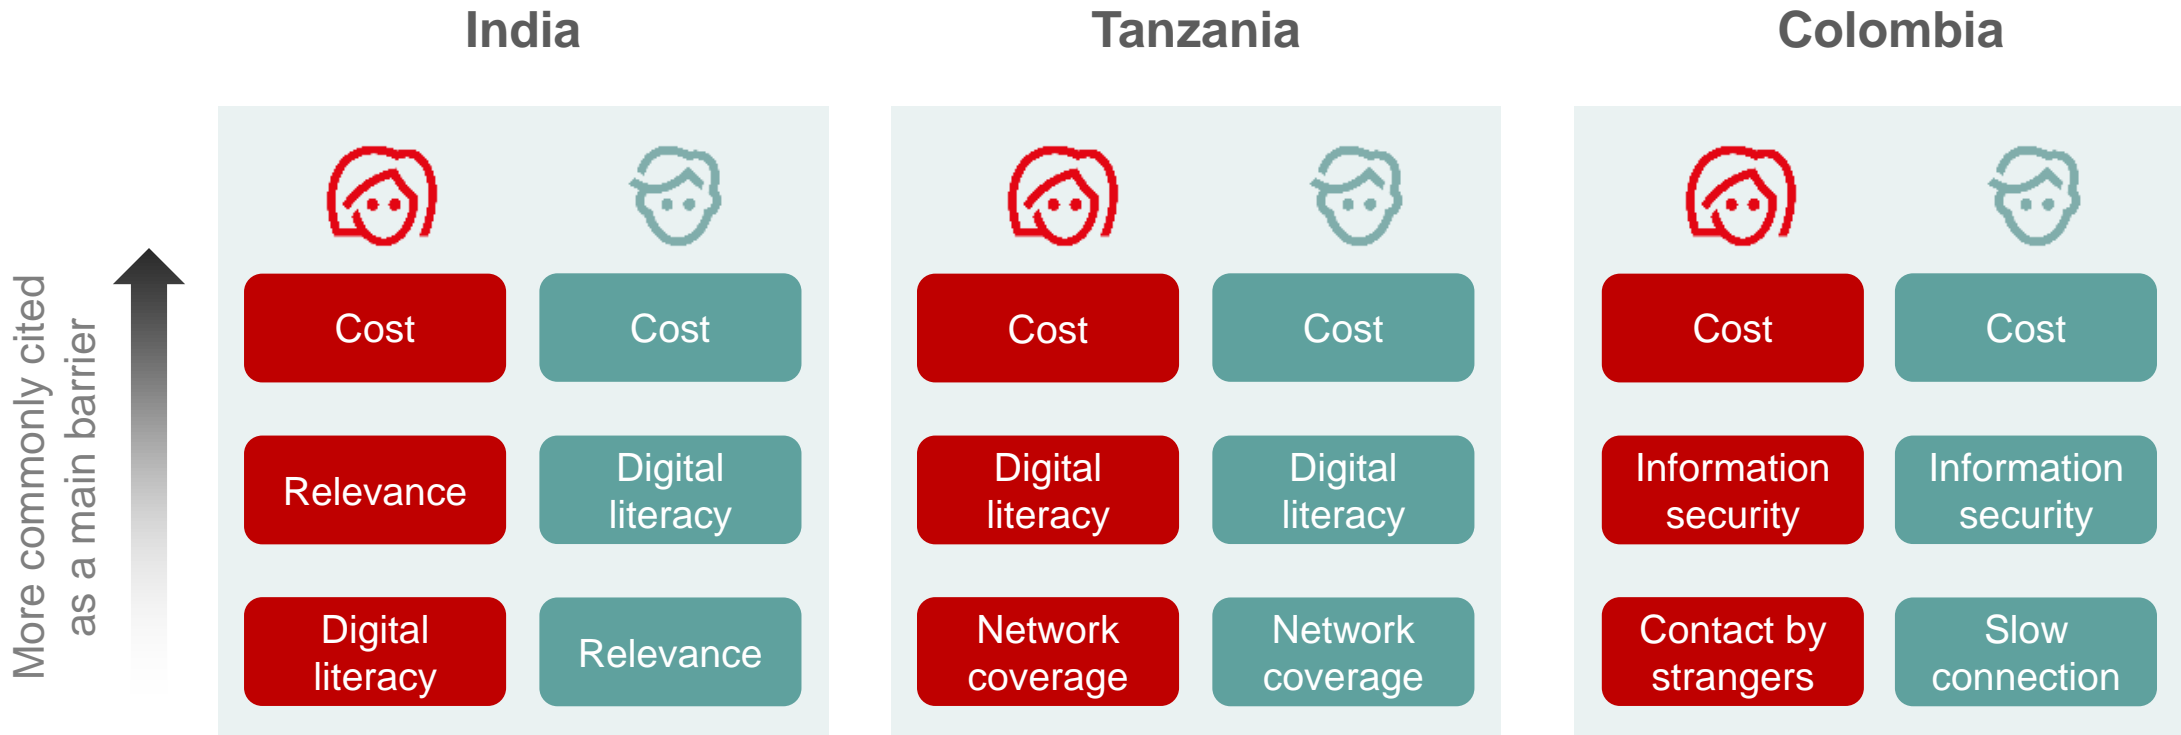 India
Tanzania
Colombia
More commonly cited
as a main barrier
Cost
Cost
Relevance
Digital
literacy
Digital
literacy
Relevance
Cost
Cost
Digital
literacy
Digital
literacy
Network
coverage
Network
coverage
Cost
Cost
Information
security
Information
security
Contact by
strangers
Slow
connection